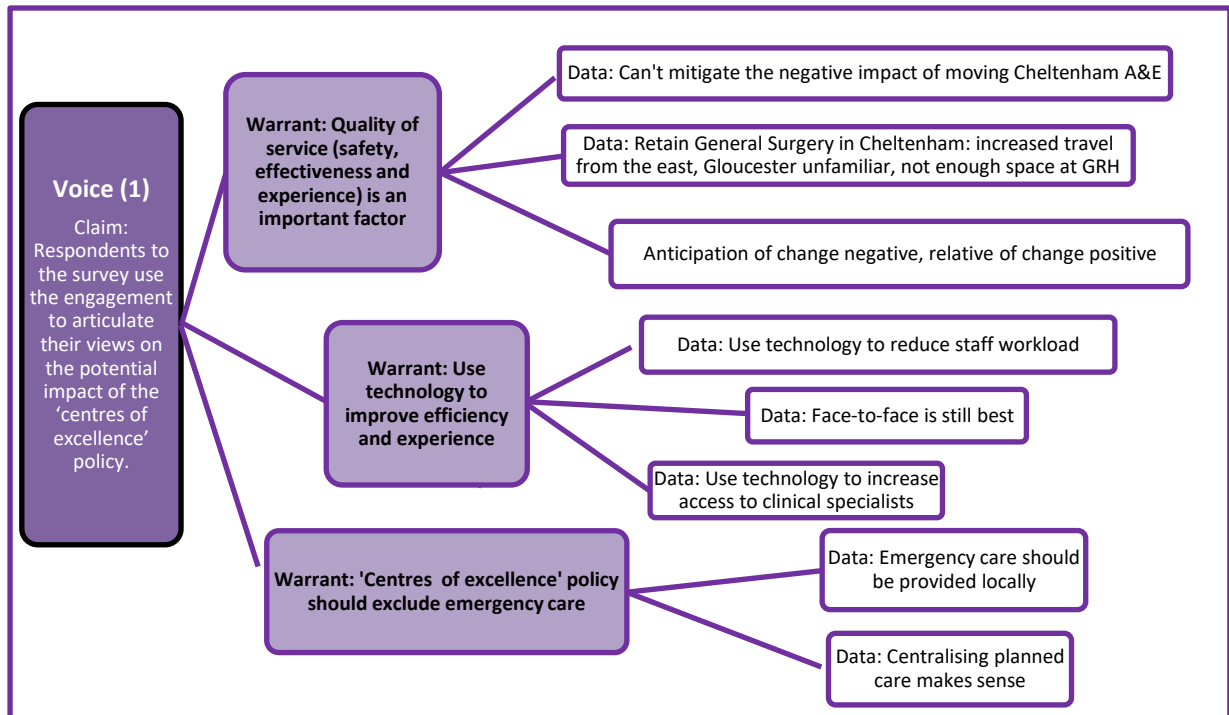 Voice (1)
Claim:
Respondents
to the survey use
the engagement
to articulate
their views on
the potential
impact of the
‘centres of
excellence’
policy.
Warrant: Quality of
service (safety,
effectiveness and
experience) is an
important factor
Data: Can't mitigate the negative impact of moving Cheltenham A&E
Data: Retain General Surgery in Cheltenham: increased travel
from the east, Gloucester unfamiliar, not enough space at GRH
Anticipation of change negative, relative of change positive
Warrant: Use
technology to
improve efficiency
and experience
Data: Use technology to reduce staff workload
Data: Face-to-face is still best
Data: Use technology to increase
access to clinical specialists
Warrant: 'Centres of excellence' policy
should exclude emergency care
Data: Emergency care should
be provided locally
Data: Centralising planned
care makes sense